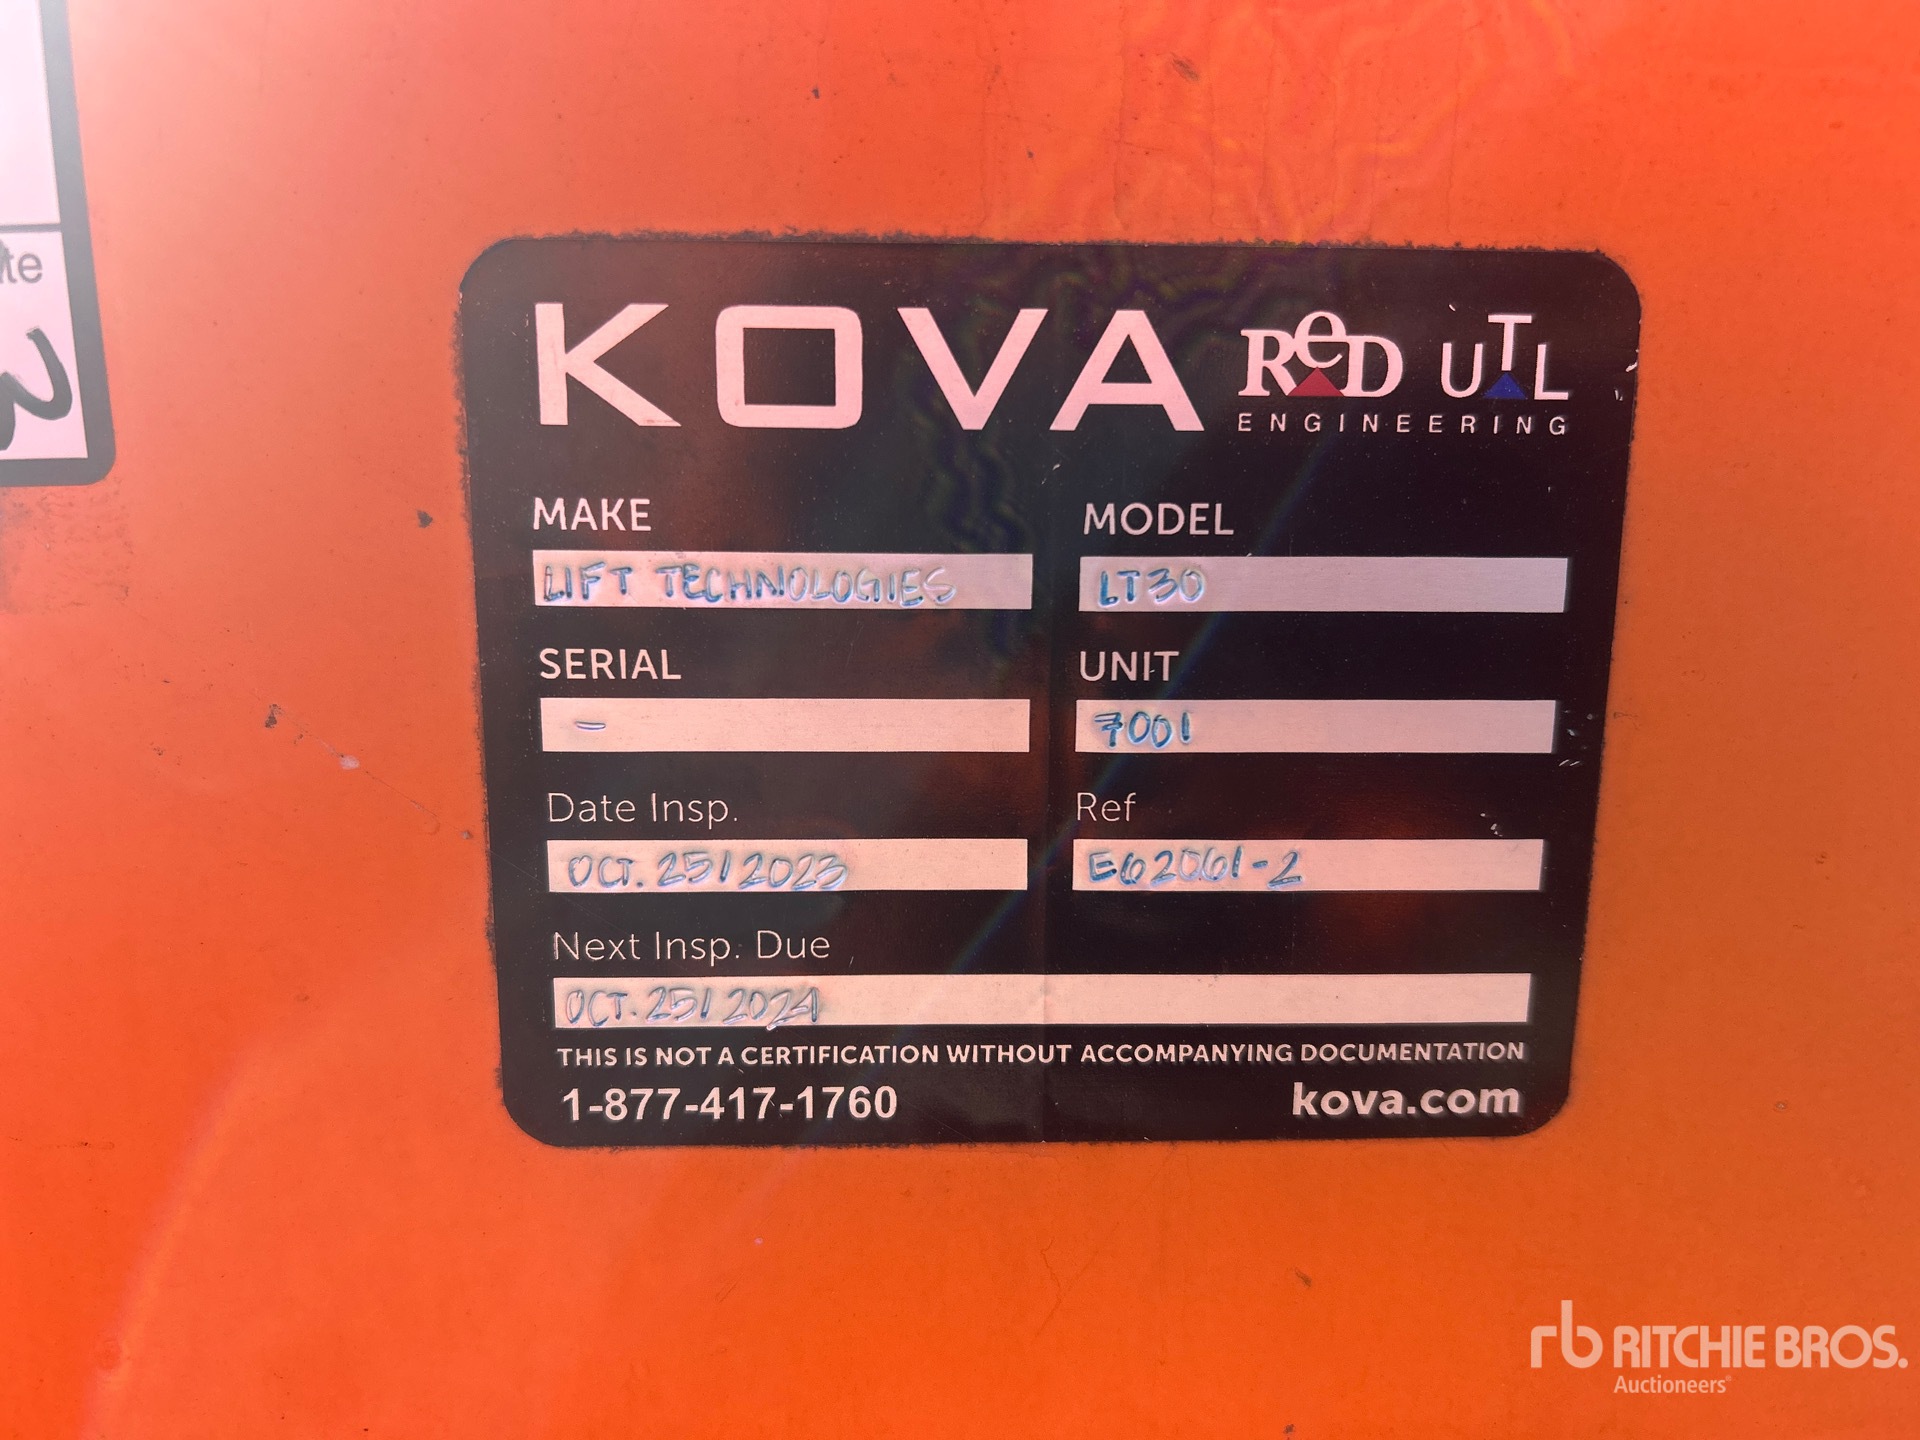 KOVA ReD UTL
ENGINEERING
MAKE MODEL
LIFT TECHNOLOGIES LT30
SERIAL UNIT
- 7001
Date Insp. Ref
OCT. 25/2023 E62061-2
Next Insp. Due
OCT. 25/2024
THIS IS NOT A CERTIFICATION WITHOUT ACCOMPANYING DOCUMENTATION
1-877-417-1760 kova.com
rb RITCHIE BROS.
Auctioneers